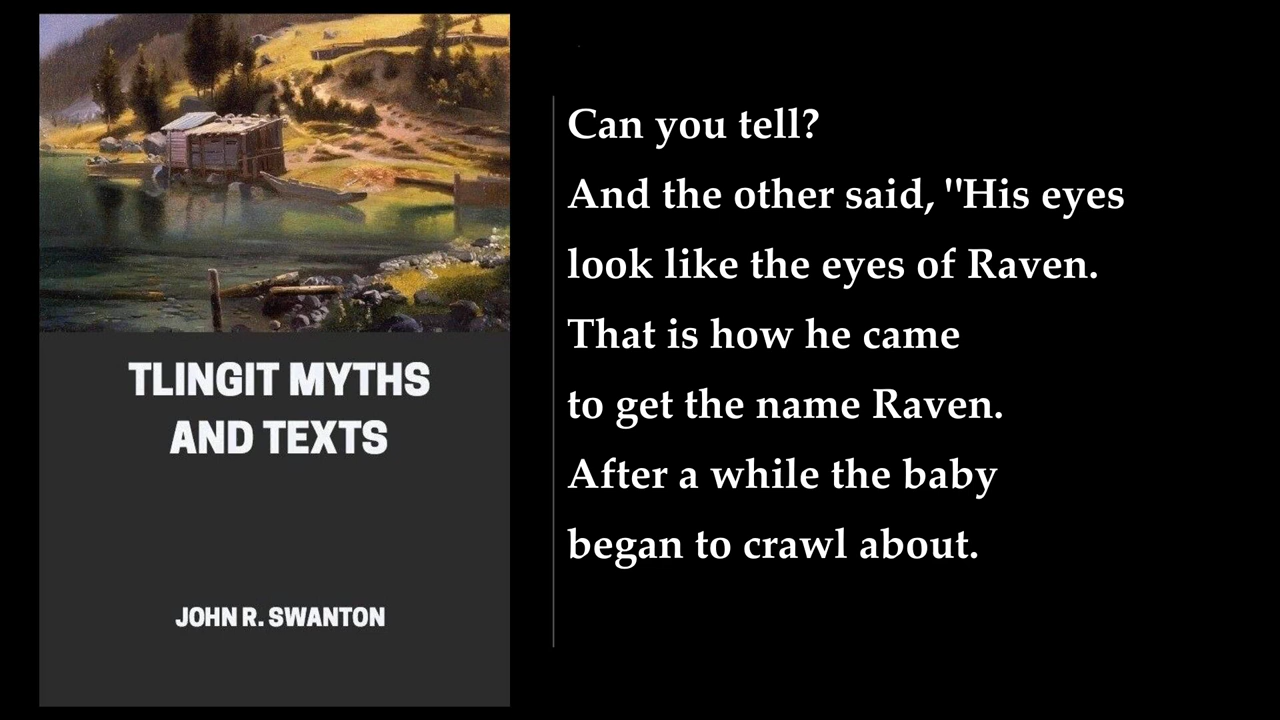 TLINGIT MYTHS
AND TEXTS
JOHN R. SWANTON
Can you tell?
And the other said, "His eyes
look like the eyes of Raven.
That is how he came
to get the name Raven.
After a while the baby
began to crawl about.